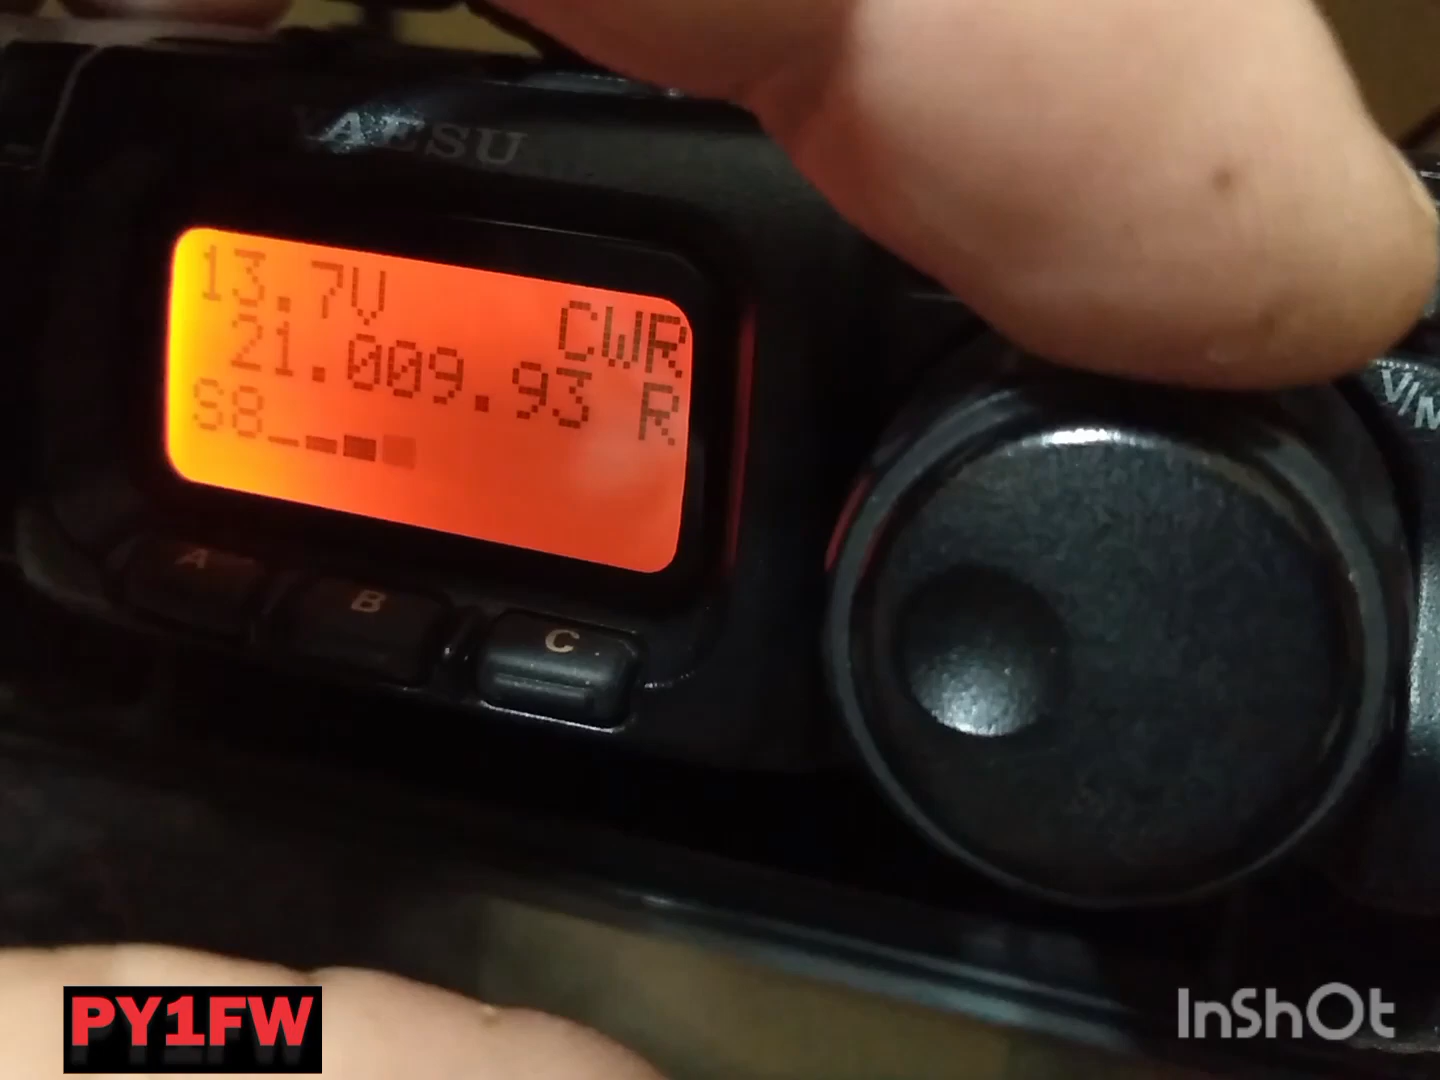 YAESU
13.7V CWR
21.009.93 R
S8
A B C
V/M
PY1FW
InShOt